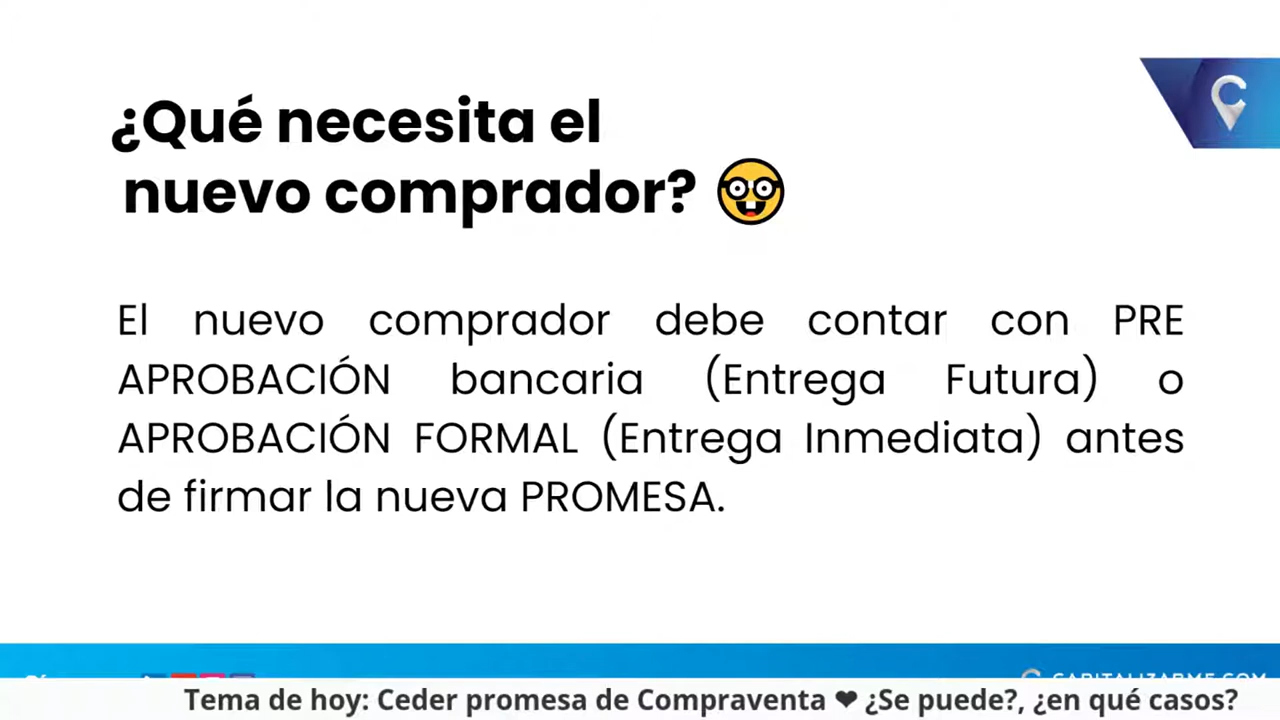 ¿Qué necesita el
nuevo comprador? 🤓
El nuevo comprador debe contar con PRE
APROBACIÓN bancaria (Entrega Futura) o
APROBACIÓN FORMAL (Entrega Inmediata) antes
de firmar la nueva PROMESA.
CAPITALIZARME.COM
Tema de hoy: Ceder promesa de Compraventa ❤ ¿Se puede?, ¿en qué casos?